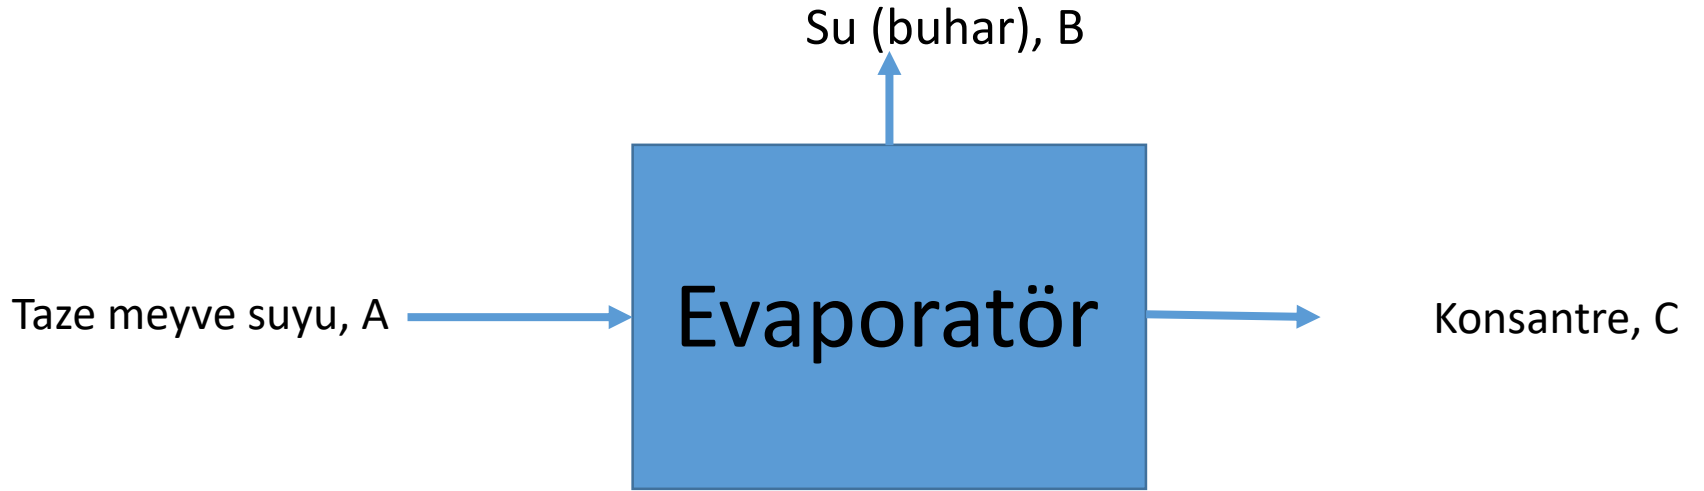 Su (buhar), B
Taze meyve suyu, A
Evaporatör
Konsantre, C